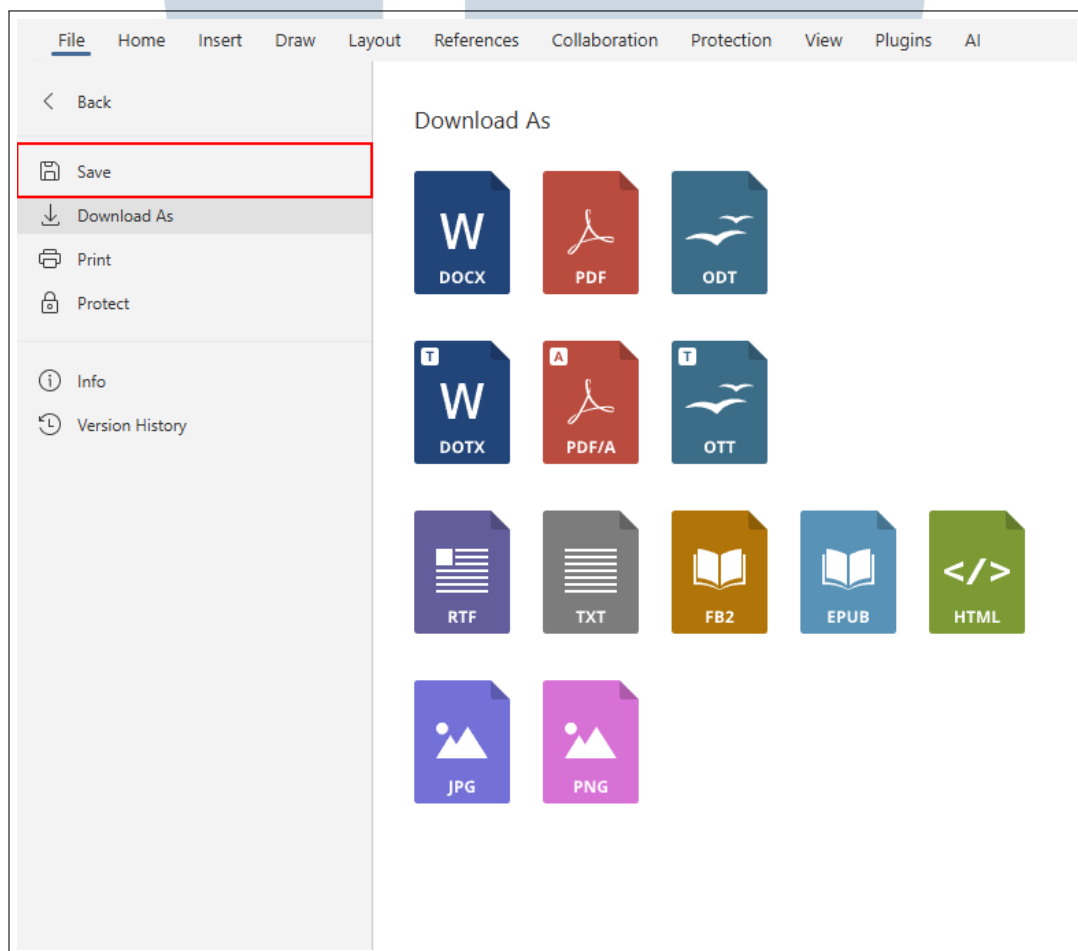 File Home Insert Draw Layout References Collaboration Protection View Plugins AI
Back
Save
Download As
Print
Protect
Info
Version History
Download As
W W
DOCX PDF ODT
T A T
W
DOTX PDF/A OTT
</>
RTF TXT FB2 EPUB HTML
JPG PNG